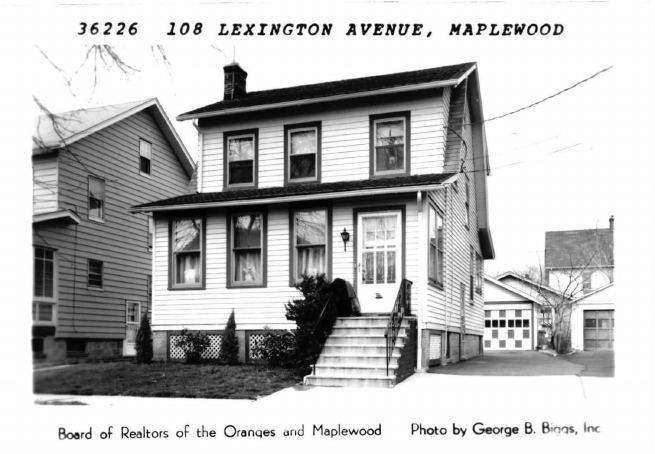 36226 108 LEXINGTON AVENUE, MAPLEWOOD
Board of Realtors of the Oranges and Maplewood Photo by George B. Biggs, Inc.